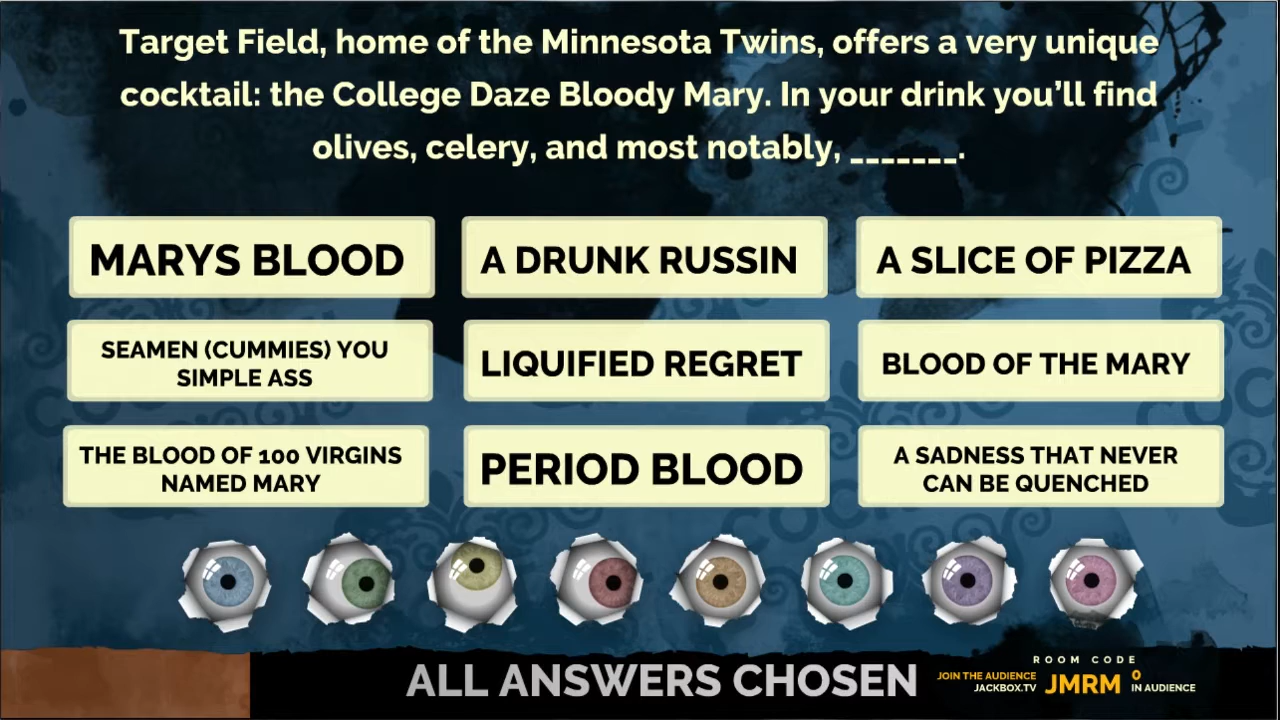 Target Field, home of the Minnesota Twins, offers a very unique
cocktail: the College Daze Bloody Mary. In your drink you’ll find
olives, celery, and most notably, _______.
MARYS BLOOD
A DRUNK RUSSIN
A SLICE OF PIZZA
SEAMEN (CUMMIES) YOU
SIMPLE ASS
LIQUIFIED REGRET
BLOOD OF THE MARY
THE BLOOD OF 100 VIRGINS
NAMED MARY
PERIOD BLOOD
A SADNESS THAT NEVER
CAN BE QUENCHED
ALL ANSWERS CHOSEN
ROOM CODE
JOIN THE AUDIENCE
JACKBOX.TV
JMRM
0
IN AUDIENCE